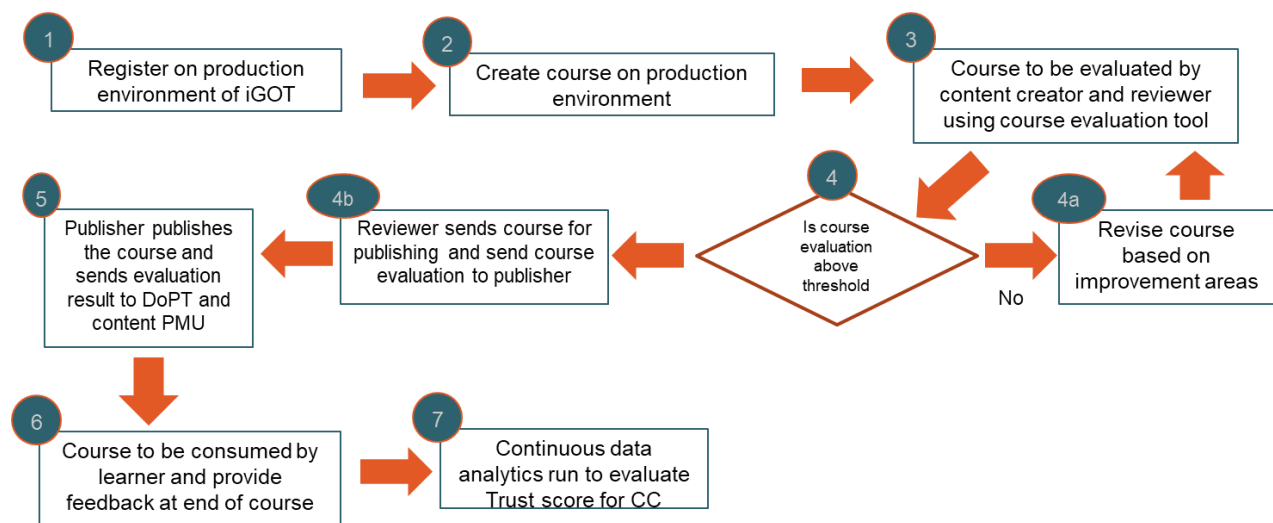 1
Register on production
environment of iGOT
2
Create course on production
environment
3
Course to be evaluated by
content creator and reviewer
using course evaluation tool
4
Is course
evaluation
above
threshold
No
4a
Revise course
based on
improvement areas
4b
Reviewer sends course for
publishing and send course
evaluation to publisher
5
Publisher publishes
the course and
sends evaluation
result to DoPT and
content PMU
6
Course to be consumed by
learner and provide
feedback at end of course
7
Continuous data
analytics run to evaluate
Trust score for CC